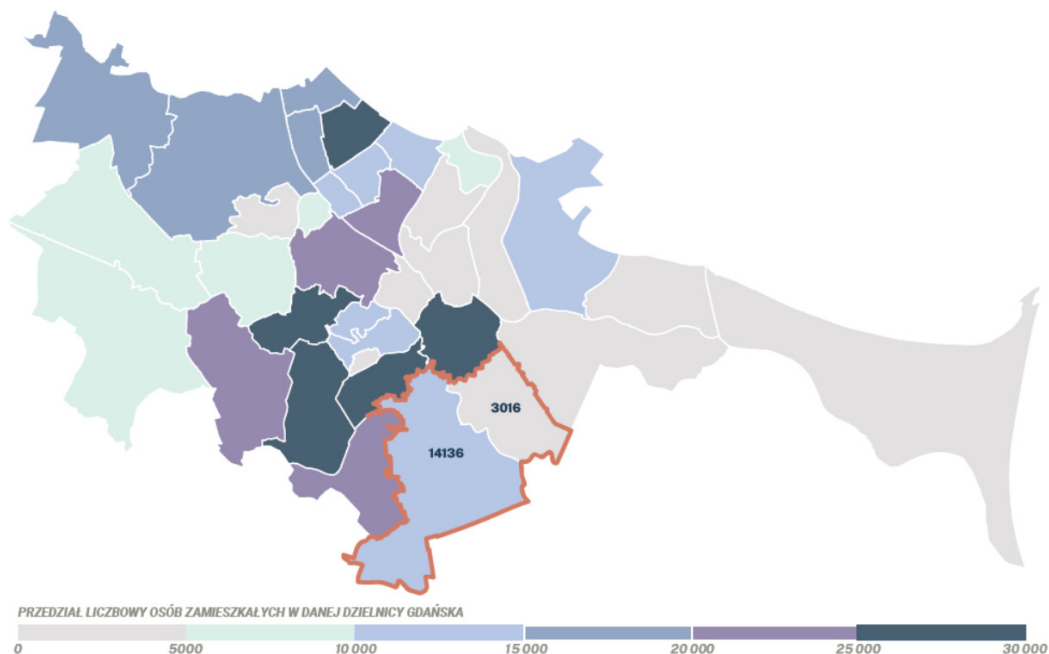 3016
14136
PRZEDZIAŁ LICZBOWY OSÓB ZAMIESZKAŁYCH W DANEJ DZIELNICY GDAŃSKA
0 5000 10 000 15 000 20 000 25 000 30 000